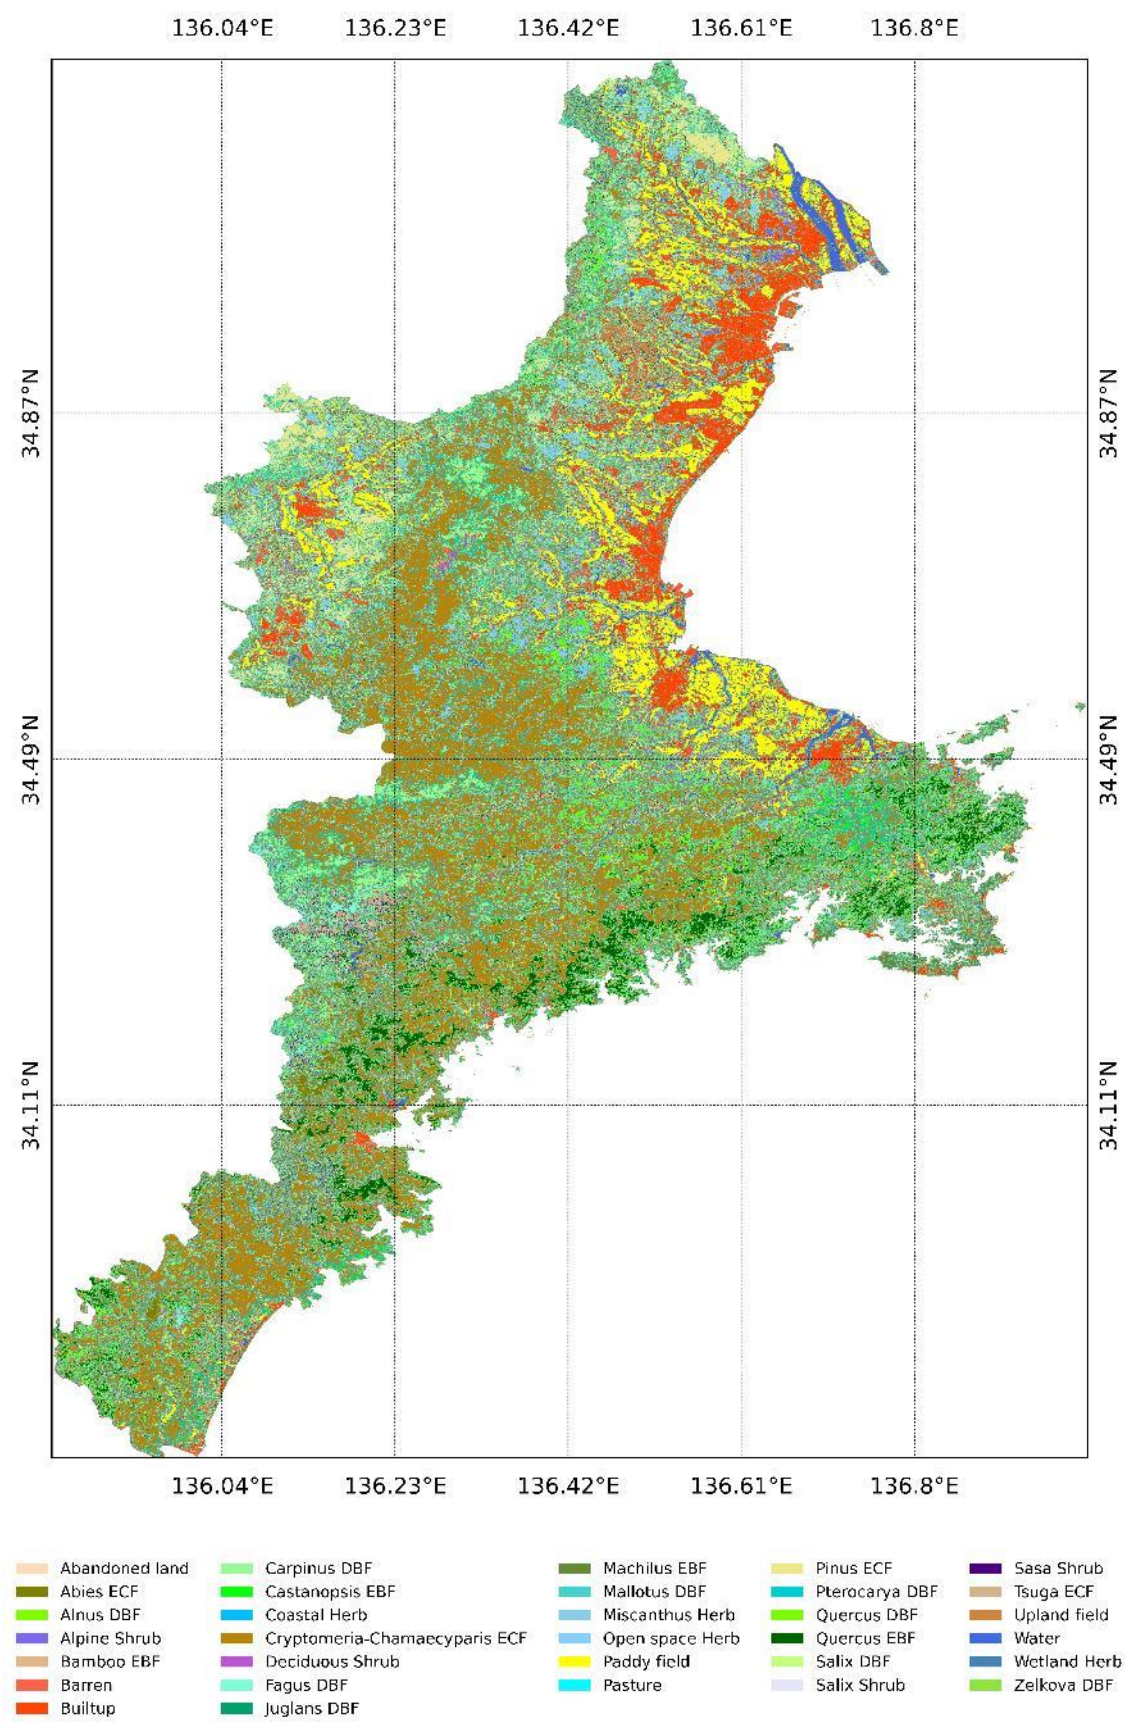 136.04°E 136.23°E 136.42°E 136.61°E 136.8°E
34.87°N 34.87°N
34.49°N 34.49°N
34.11°N 34.11°N
136.04°E 136.23°E 136.42°E 136.61°E 136.8°E
Abandoned land
Abies ECF
Alnus DBF
Alpine Shrub
Bamboo EBF
Barren
Builtup
Carpinus DBF
Castanopsis EBF
Coastal Herb
Cryptomeria-Chamaecyparis ECF
Deciduous Shrub
Fagus DBF
Juglans DBF
Machilus EBF
Mallotus DBF
Miscanthus Herb
Open space Herb
Paddy field
Pasture
Pinus ECF
Pterocarya DBF
Quercus DBF
Quercus EBF
Salix DBF
Salix Shrub
Sasa Shrub
Tsuga ECF
Upland field
Water
Wetland Herb
Zelkova DBF